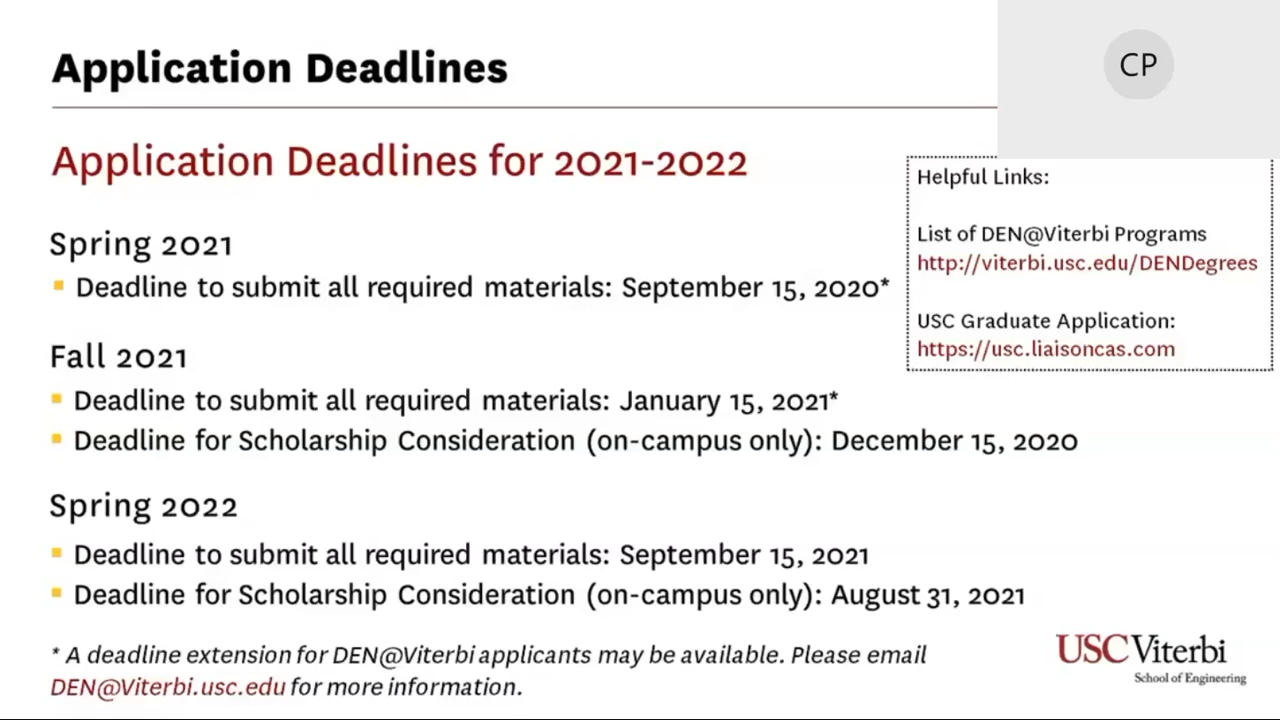 Application Deadlines
CP
Application Deadlines for 2021-2022
Helpful Links:
List of DEN@Viterbi Programs
http://viterbi.usc.edu/DENDegrees
USC Graduate Application:
https://usc.liaisoncas.com
Spring 2021
Deadline to submit all required materials: September 15, 2020*
Fall 2021
Deadline to submit all required materials: January 15, 2021*
Deadline for Scholarship Consideration (on-campus only): December 15, 2020
Spring 2022
Deadline to submit all required materials: September 15, 2021
Deadline for Scholarship Consideration (on-campus only): August 31, 2021
* A deadline extension for DEN@Viterbi applicants may be available. Please email
DEN@Viterbi.usc.edu for more information.
USC Viterbi
School of Engineering